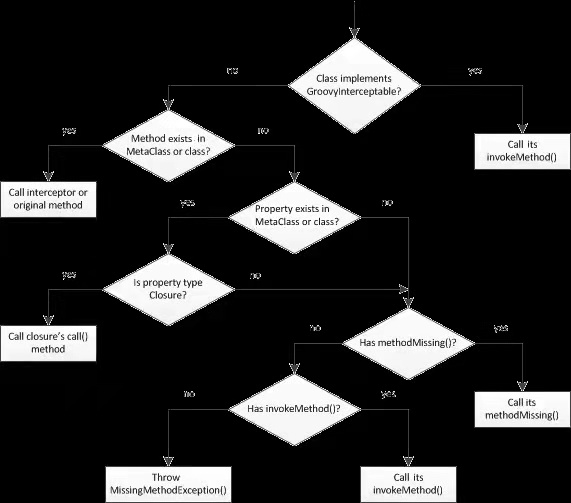 no
Class implements
GroovyInterceptable?
yes
yes
Method exists in
MetaClass or class?
no
Call its
invokeMethod()
Call interceptor or
original method
yes
Property exists in
MetaClass or class?
no
yes
Is property type
Closure?
no
Call closure's call()
method
no
Has methodMissing()?
yes
no
Has invokeMethod()?
yes
Call its
methodMissing()
Throw
MissingMethodException()
Call its
invokeMethod()